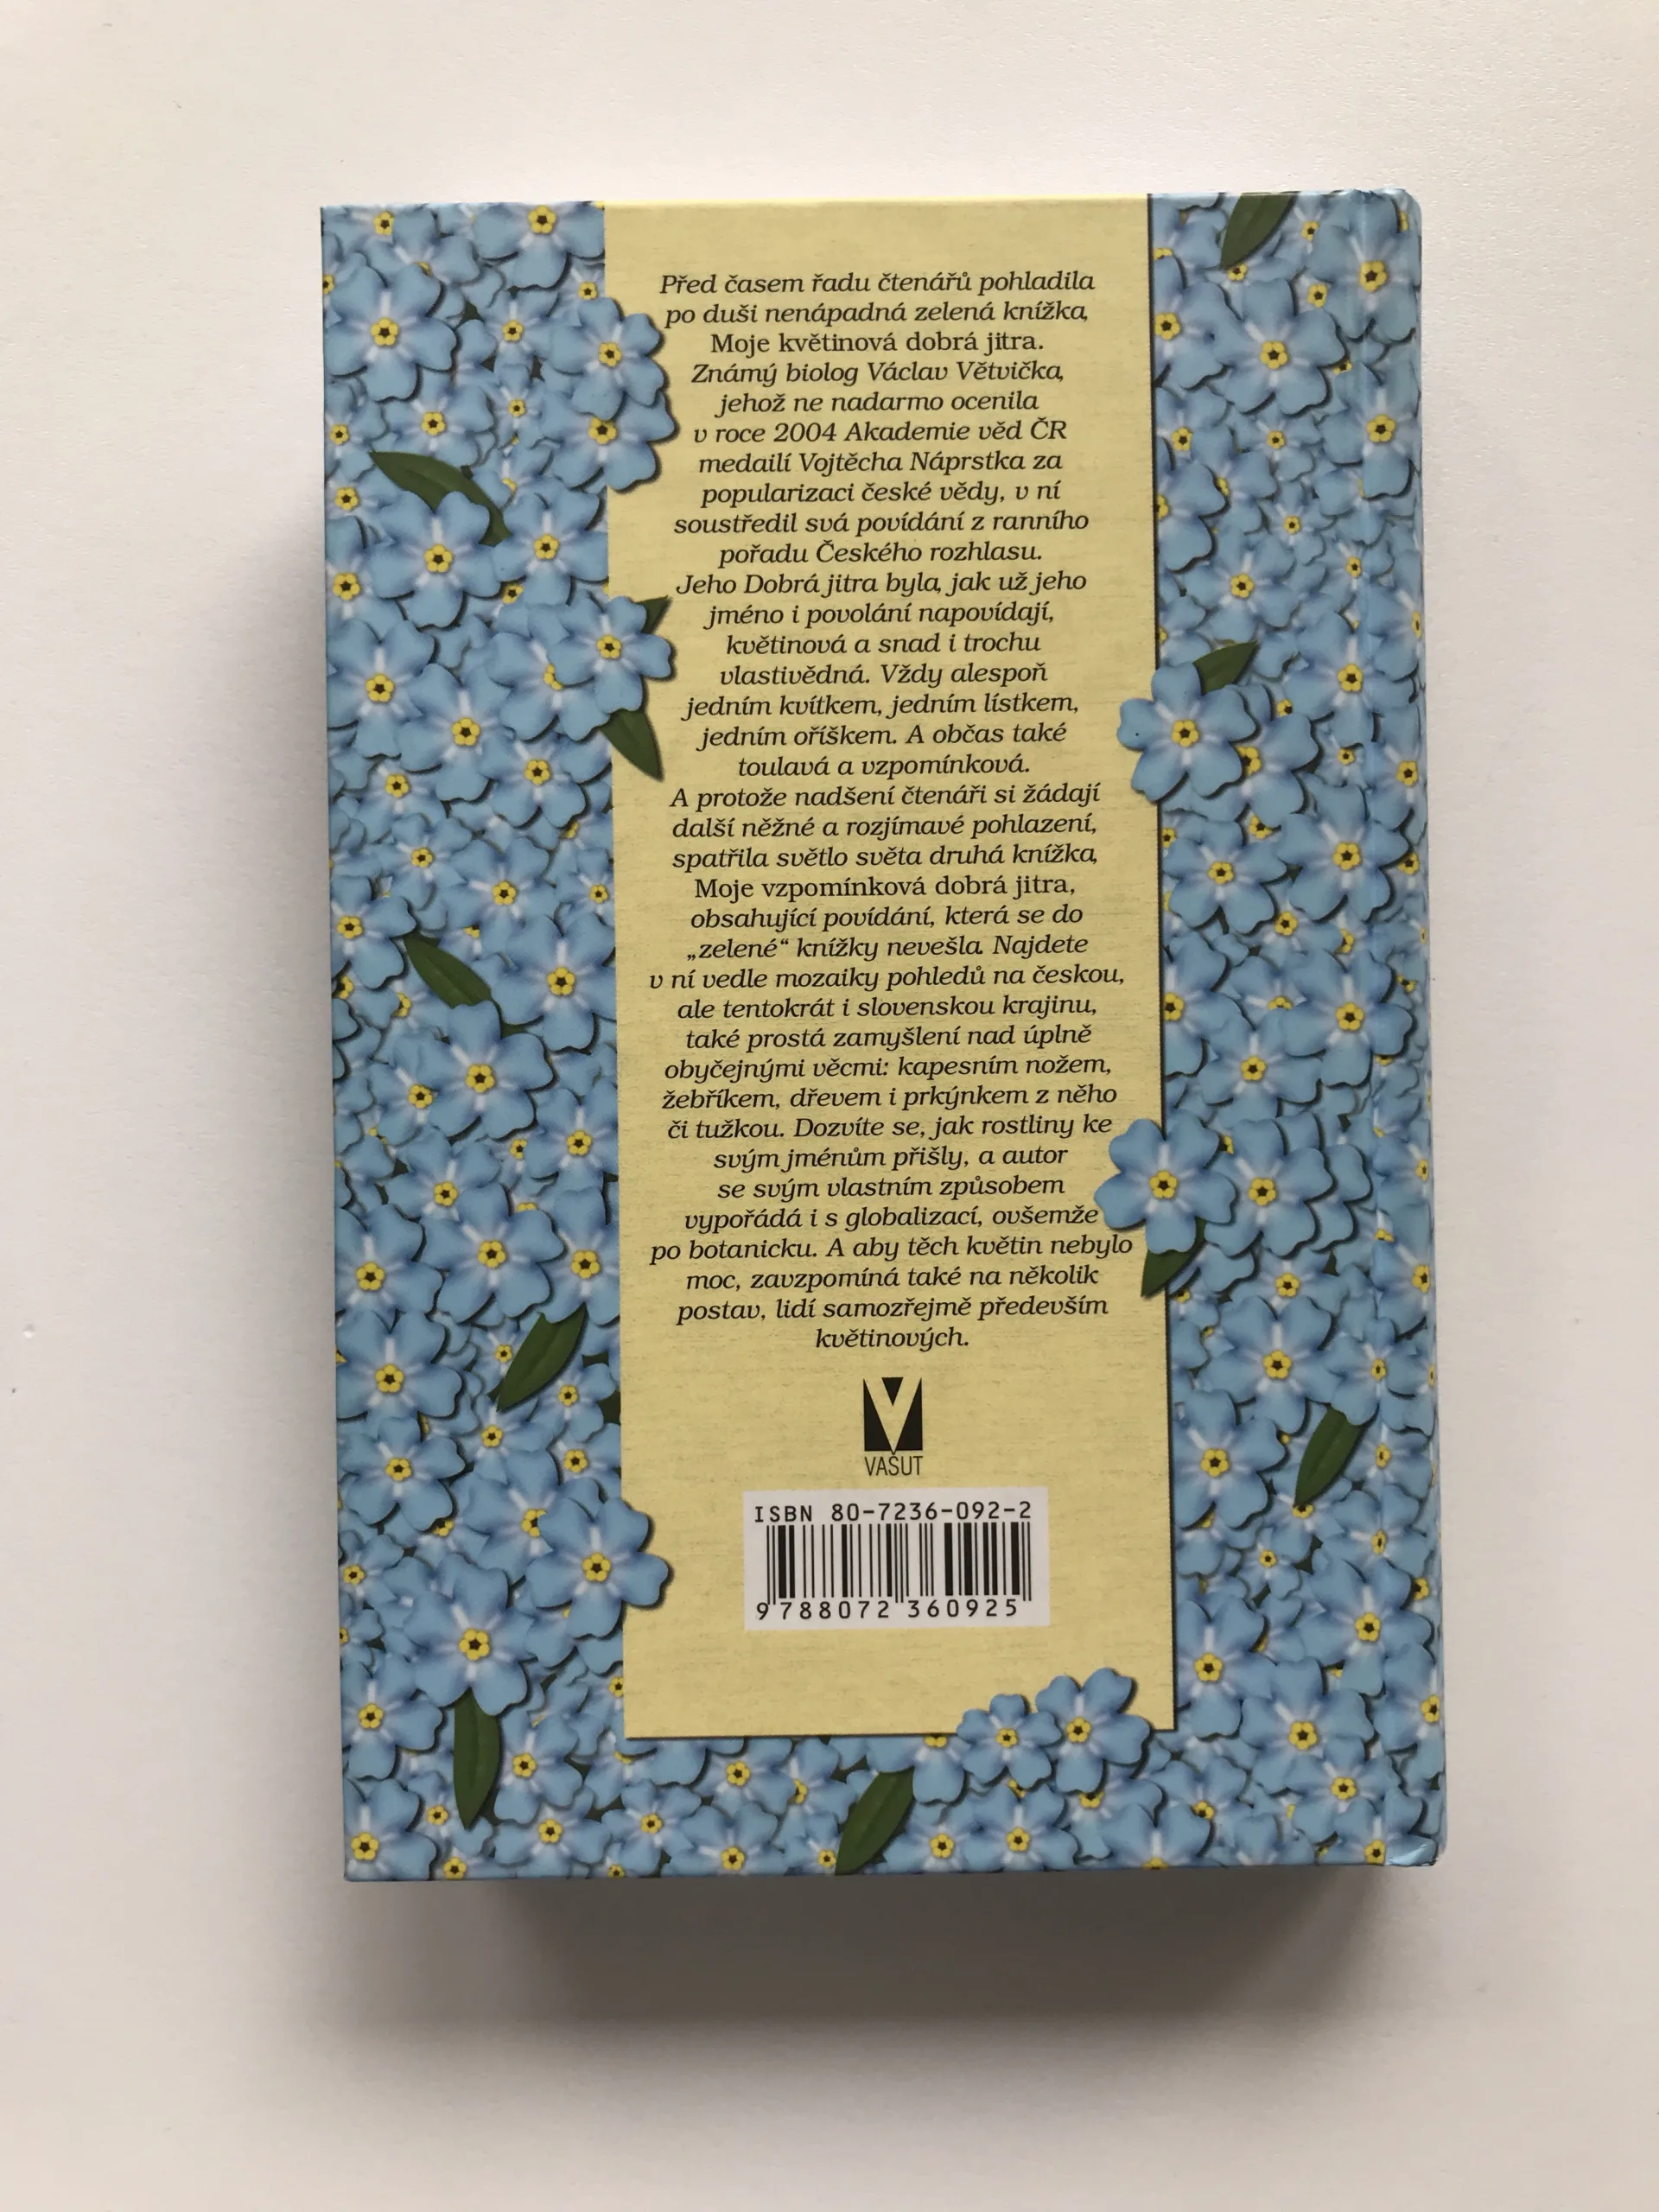 Před časem řadu čtenářů pohladila
po duši nenápadná zelená knížka,
Moje květinová dobrá jitra.
Známý biolog Václav Větvička,
jehož ne nadarmo ocenila
v roce 2004 Akademie věd ČR
medailí Vojtěcha Náprstka za
popularizaci české vědy, v ní
soustředil svá povídání z ranního
pořadu Českého rozhlasu.
Jeho Dobrá jitra byla, jak už jeho
jméno i povolání napovídají,
květinová a snad i trochu
vlastivědná. Vždy alespoň
jedním kvítkem, jedním lístkem,
jedním oříškem. A občas také
toulavá a vzpomínková.
A protože nadšení čtenáři si žádají
další něžné a rozjímavé pohlazení,
spatřila světlo světa druhá knížka,
Moje vzpomínková dobrá jitra,
obsahující povídání, která se do
„zelené“ knížky nevešla. Najdete
v ní vedle mozaiky pohledů na českou,
ale tentokrát i slovenskou krajinu,
také prostá zamyšlení nad úplně
obyčejnými věcmi: kapesním nožem,
žebříkem, dřevem i prkýnkem z něho
či tužkou. Dozvíte se, jak rostliny ke
svým jménům přišly, a autor
se svým vlastním způsobem
vypořádá i s globalizací, ovšemže
po botanicku. A aby těch květin nebylo
moc, zavzpomíná také na několik
postav, lidí samozřejmě především
květinových.
VAŠUT
ISBN 80-7236-092-2
9 788072 360925